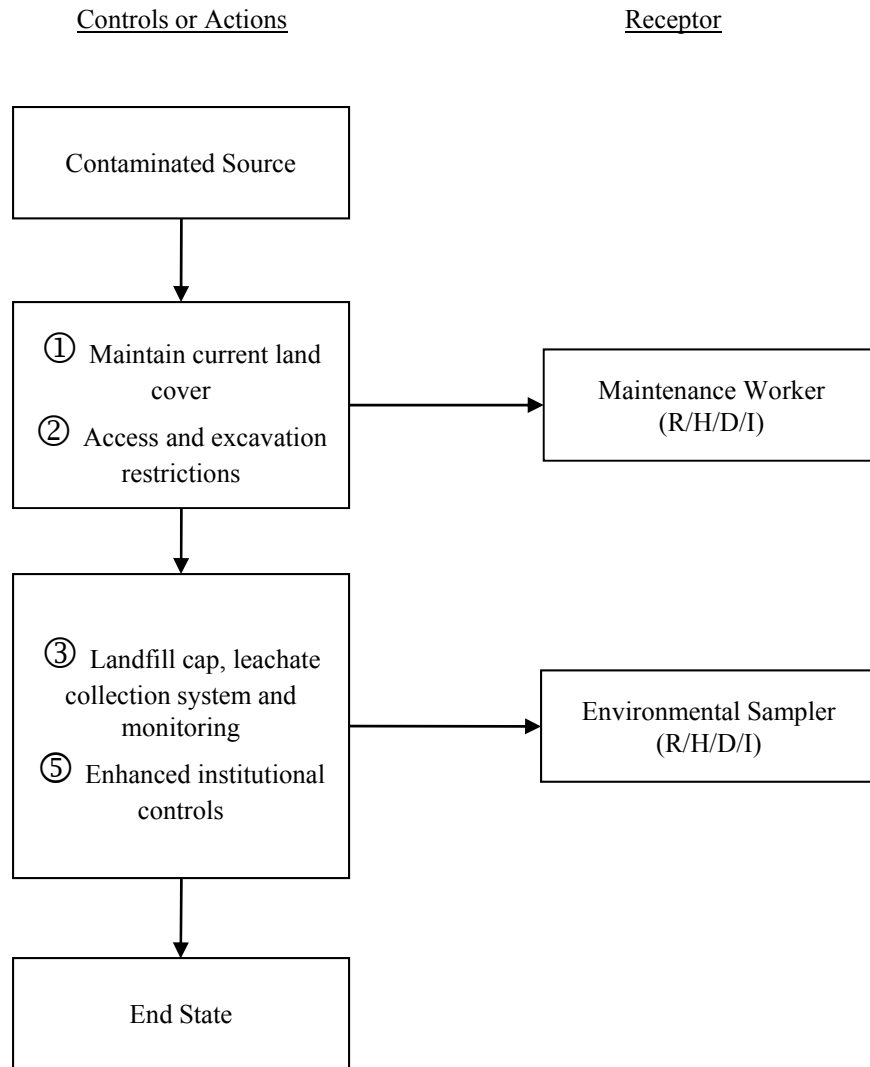 Controls or Actions
Receptor
Contaminated Source
① Maintain current land
cover
② Access and excavation
restrictions
Maintenance Worker
(R/H/D/I)
③ Landfill cap, leachate
collection system and
monitoring
⑤ Enhanced institutional
controls
Environmental Sampler
(R/H/D/I)
End State